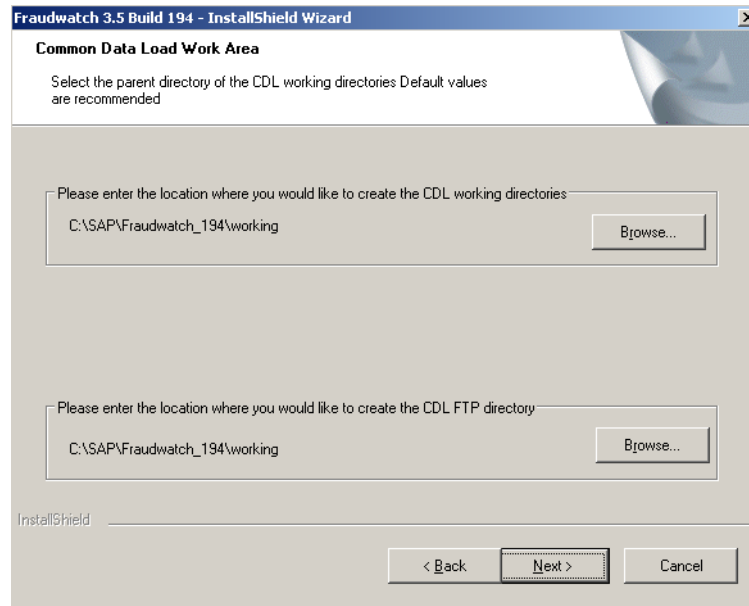 Fraudwatch 3.5 Build 194 - InstallShield Wizard
Common Data Load Work Area
Select the parent directory of the CDL working directories Default values
are recommended
Please enter the location where you would like to create the CDL working directories
C:\SAP\Fraudwatch_194\working
Browse...
Please enter the location where you would like to create the CDL FTP directory
C:\SAP\Fraudwatch_194\working
Browse...
InstallShield
< Back Next > Cancel